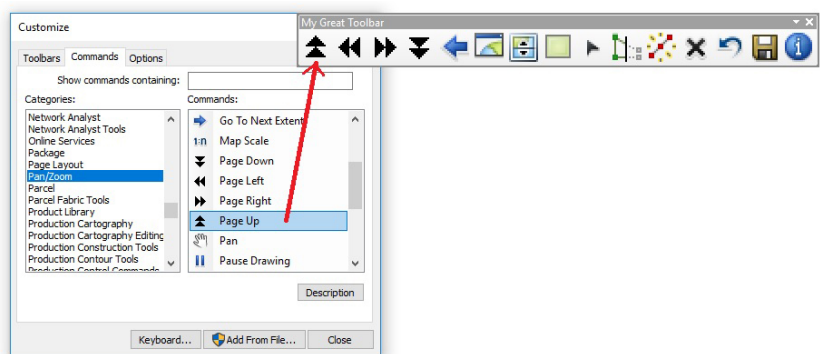 My Great Toolbar
Customize
Toolbars Commands Options
Show commands containing:
Categories:
Commands:
Network Analyst
Network Analyst Tools
Online Services
Package
Page Layout
Pan/Zoom
Parcel
Parcel Fabric Tools
Product Library
Production Cartography
Production Cartography Editing
Production Construction Tools
Production Contour Tools
Production Control Commands
Go To Next Extent
1:n Map Scale
Page Down
Page Left
Page Right
Page Up
Pan
Pause Drawing
Description
Keyboard...
Add From File...
Close